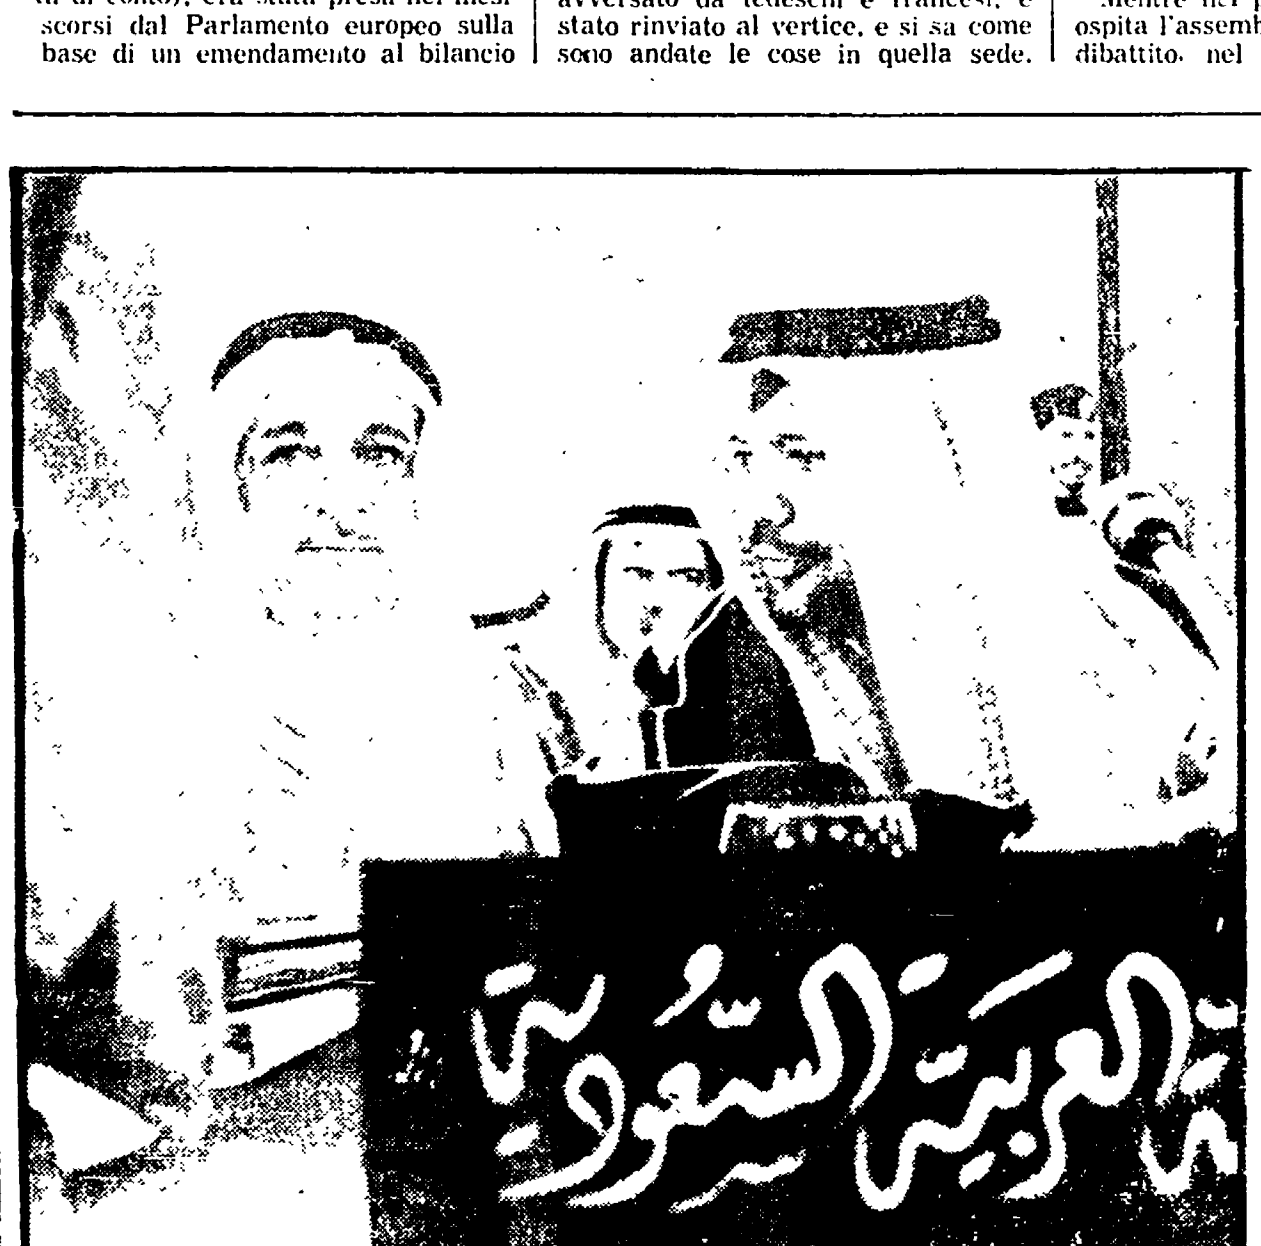 scorsi dal Parlamento europeo sulla
base di un emendamento al bilancio
stato rinviato al vertice, e si sa come
sono andate le cose in quella sede.
ospita l'assemb
dibattito. nel
العربية السعودية